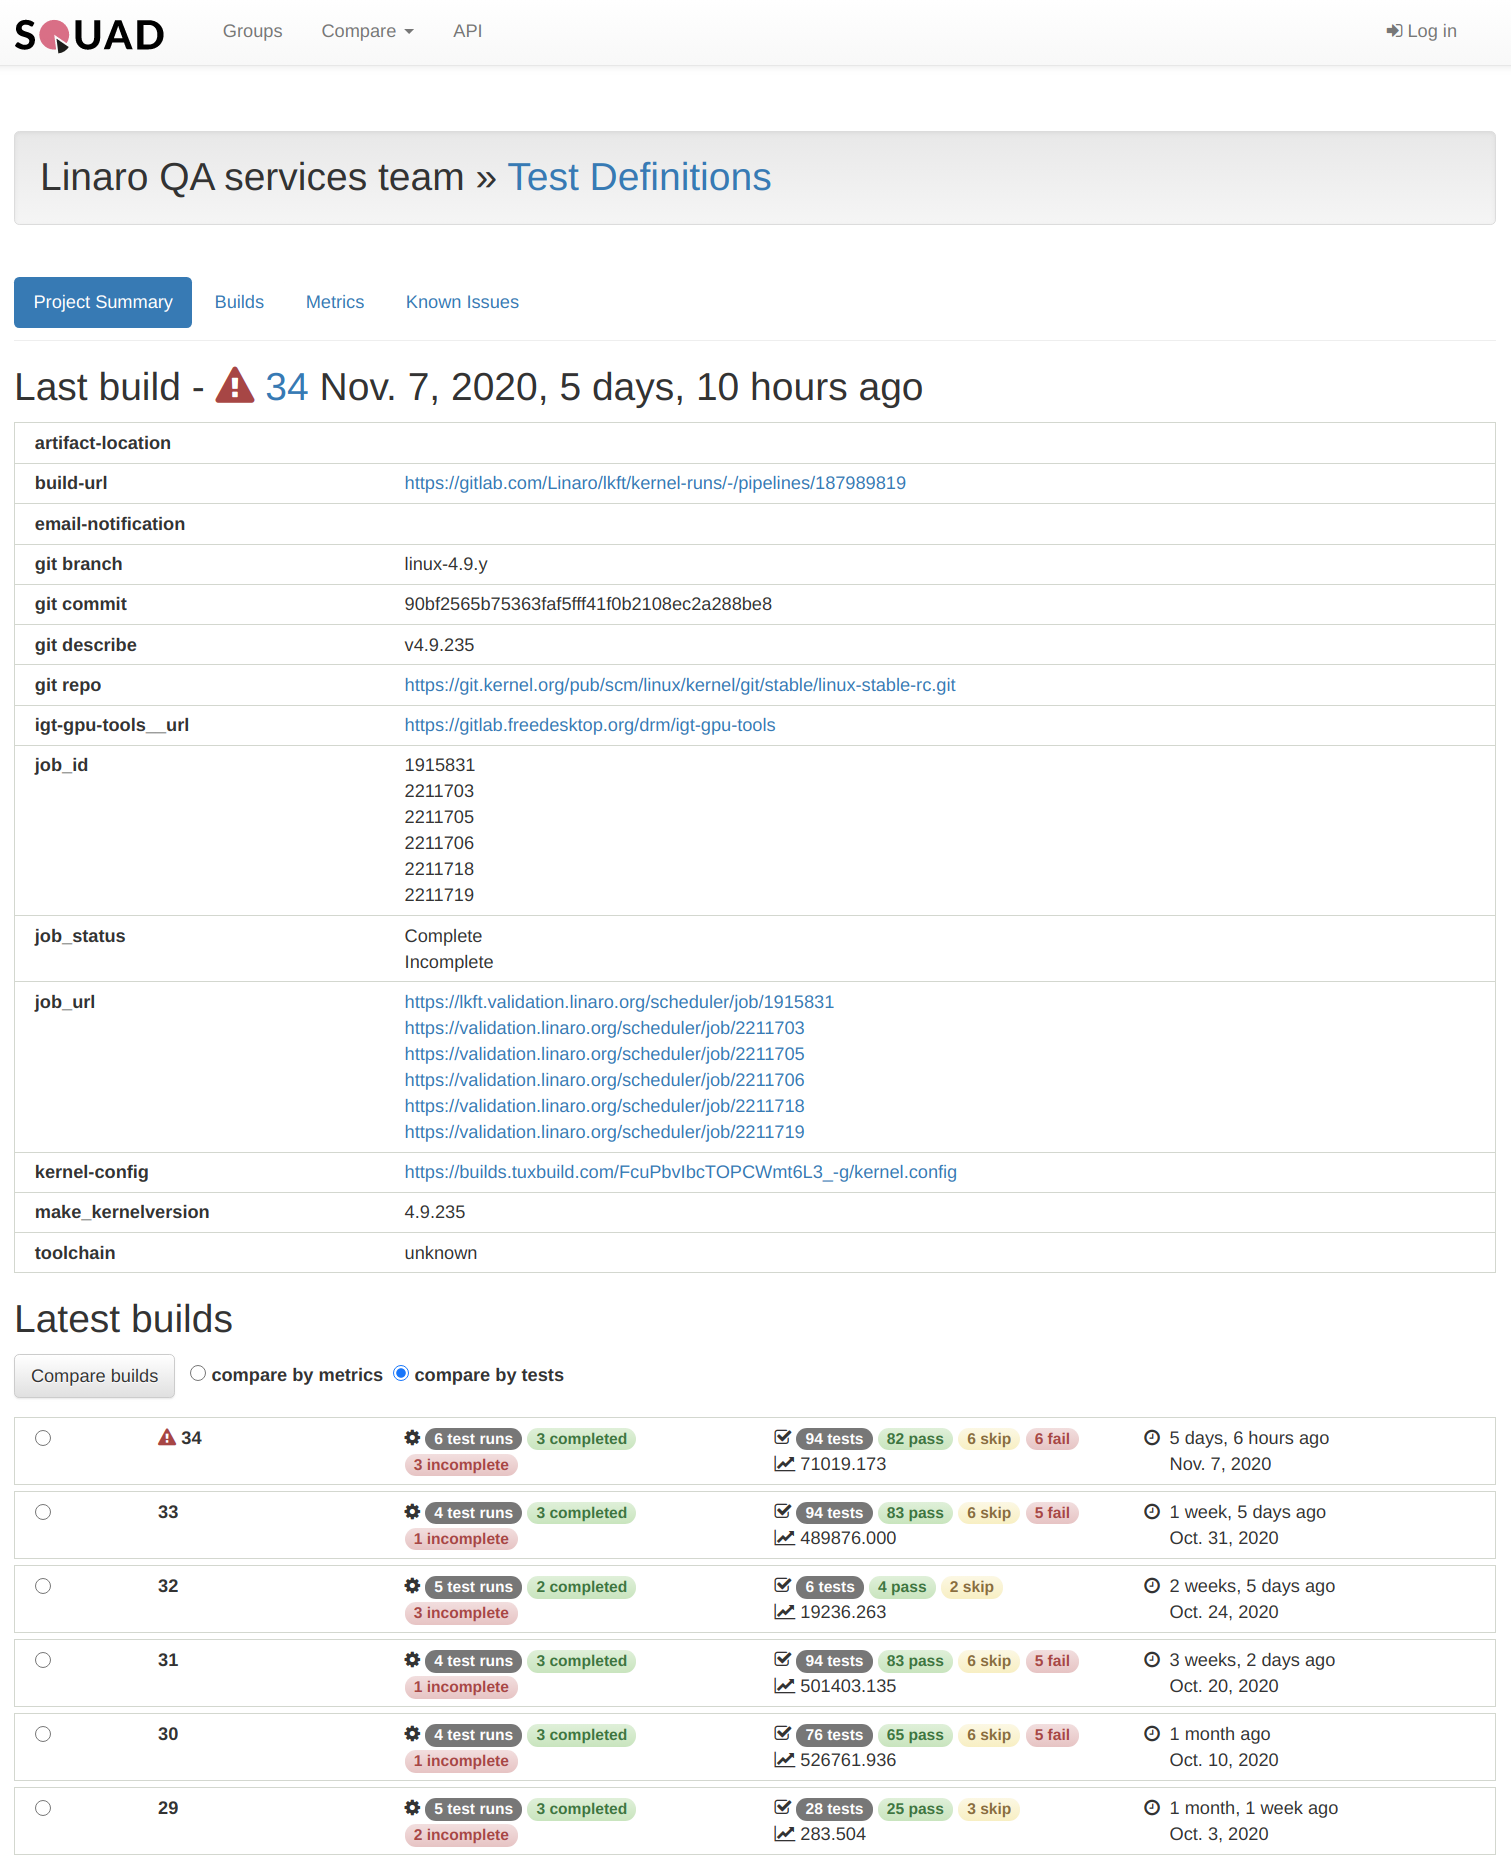 SQUAD Groups Compare API Log in
Linaro QA services team » Test Definitions
Project Summary Builds Metrics Known Issues
Last build - 34 Nov. 7, 2020, 5 days, 10 hours ago
artifact-location
build-url https://gitlab.com/Linaro/lkft/kernel-runs/-/pipelines/187989819
email-notification
git branch linux-4.9.y
git commit 90bf2565b75363faf5fff41f0b2108ec2a288be8
git describe v4.9.235
git repo https://git.kernel.org/pub/scm/linux/kernel/git/stable/linux-stable-rc.git
igt-gpu-tools__url https://gitlab.freedesktop.org/drm/igt-gpu-tools
job_id 1915831
2211703
2211705
2211706
2211718
2211719
job_status Complete
Incomplete
job_url https://lkft.validation.linaro.org/scheduler/job/1915831
https://validation.linaro.org/scheduler/job/2211703
https://validation.linaro.org/scheduler/job/2211705
https://validation.linaro.org/scheduler/job/2211706
https://validation.linaro.org/scheduler/job/2211718
https://validation.linaro.org/scheduler/job/2211719
kernel-config https://builds.tuxbuild.com/FcuPbvIbcTOPCWmt6L3_-g/kernel.config
make_kernelversion 4.9.235
toolchain unknown
Latest builds
Compare builds compare by metrics compare by tests
34 6 test runs 3 completed 94 tests 82 pass 6 skip 6 fail 5 days, 6 hours ago
3 incomplete 71019.173 Nov. 7, 2020
33 4 test runs 3 completed 94 tests 83 pass 6 skip 5 fail 1 week, 5 days ago
1 incomplete 489876.000 Oct. 31, 2020
32 5 test runs 2 completed 6 tests 4 pass 2 skip 2 weeks, 5 days ago
3 incomplete 19236.263 Oct. 24, 2020
31 4 test runs 3 completed 94 tests 83 pass 6 skip 5 fail 3 weeks, 2 days ago
1 incomplete 501403.135 Oct. 20, 2020
30 4 test runs 3 completed 76 tests 65 pass 6 skip 5 fail 1 month ago
1 incomplete 526761.936 Oct. 10, 2020
29 5 test runs 3 completed 28 tests 25 pass 3 skip 1 month, 1 week ago
2 incomplete 283.504 Oct. 3, 2020